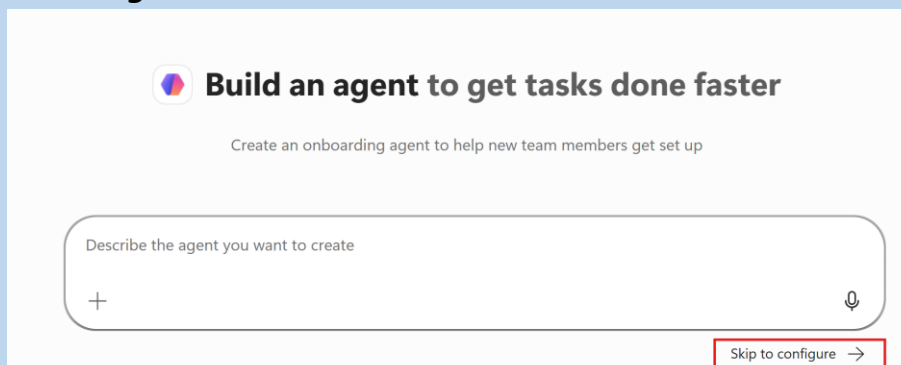 Build an agent to get tasks done faster
Create an onboarding agent to help new team members get set up
Describe the agent you want to create
Skip to configure